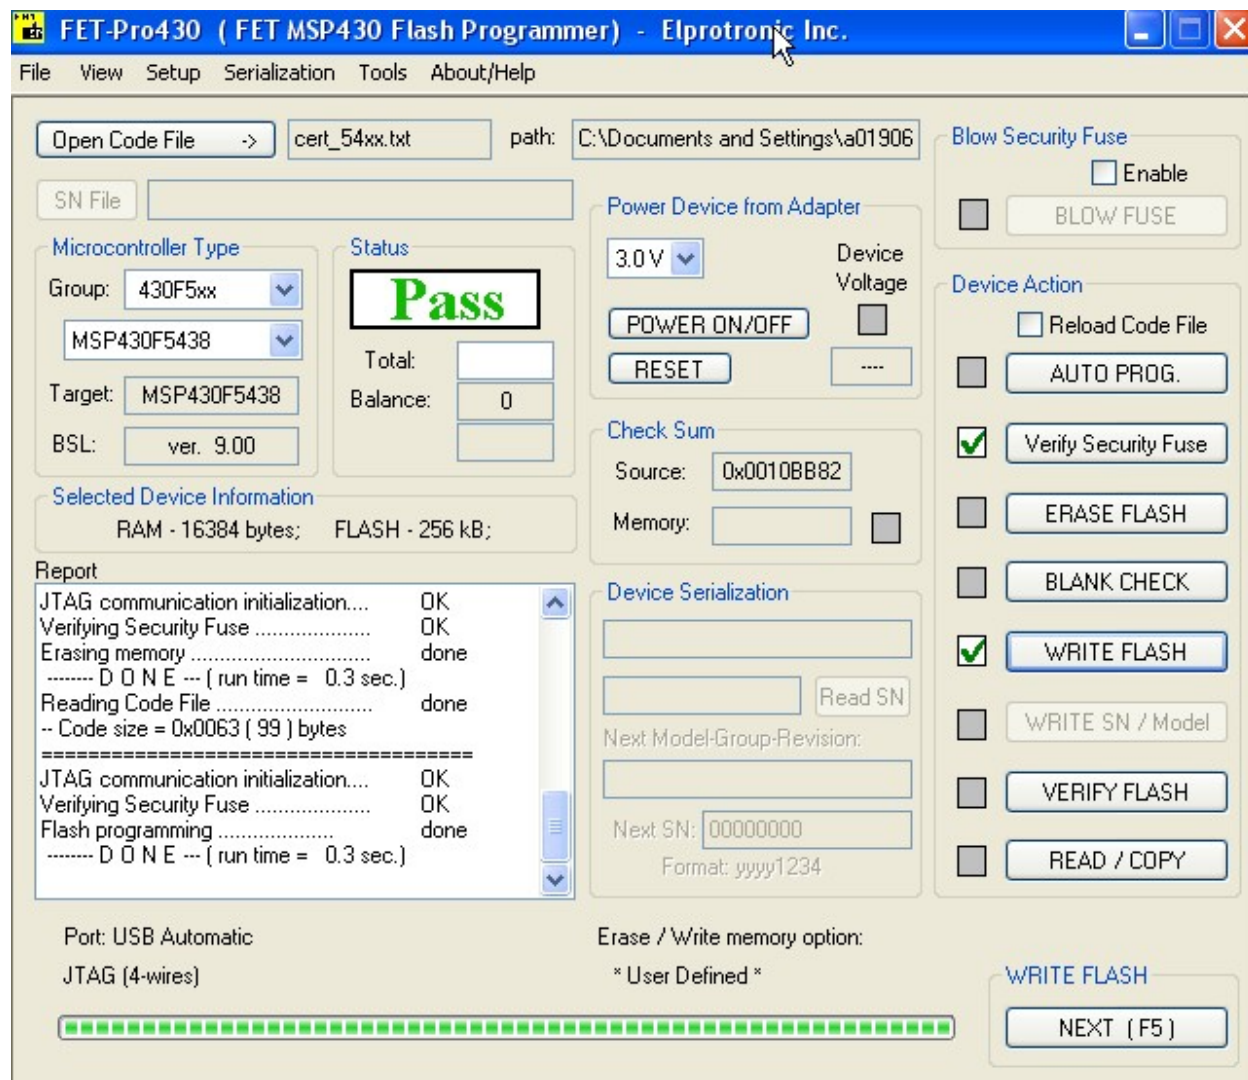 FET-Pro430 ( FET MSP430 Flash Programmer) - Elprotronic Inc.
File View Setup Serialization Tools About/Help
Open Code File -> cert_54xx.txt path: C:\Documents and Settings\a01906
SN File
Microcontroller Type
Group: 430F5xx
MSP430F5438
Target: MSP430F5438
BSL: ver. 9.00
Status
Pass
Total:
Balance: 0
Selected Device Information
RAM - 16384 bytes; FLASH - 256 kB;
Report
JTAG communication initialization.... OK
Verifying Security Fuse ..................... OK
Erasing memory ............................... done
-------- D O N E --- ( run time = 0.3 sec.)
Reading Code File ........................... done
-- Code size = 0x0063 ( 99 ) bytes
=====================================
JTAG communication initialization.... OK
Verifying Security Fuse .................... OK
Flash programming .................... done
-------- D O N E --- ( run time = 0.3 sec.)
Power Device from Adapter
3.0 V
Device
Voltage
POWER ON/OFF
RESET
----
Check Sum
Source: 0x0010BB82
Memory:
Device Serialization
Read SN
Next Model-Group-Revision:
Next SN: 00000000
Format: yyyy1234
Blow Security Fuse
Enable
BLOW FUSE
Device Action
Reload Code File
AUTO PROG.
Verify Security Fuse
ERASE FLASH
BLANK CHECK
WRITE FLASH
WRITE SN / Model
VERIFY FLASH
READ / COPY
Port: USB Automatic
JTAG (4-wires)
Erase / Write memory option:
* User Defined *
WRITE FLASH
NEXT ( F5 )